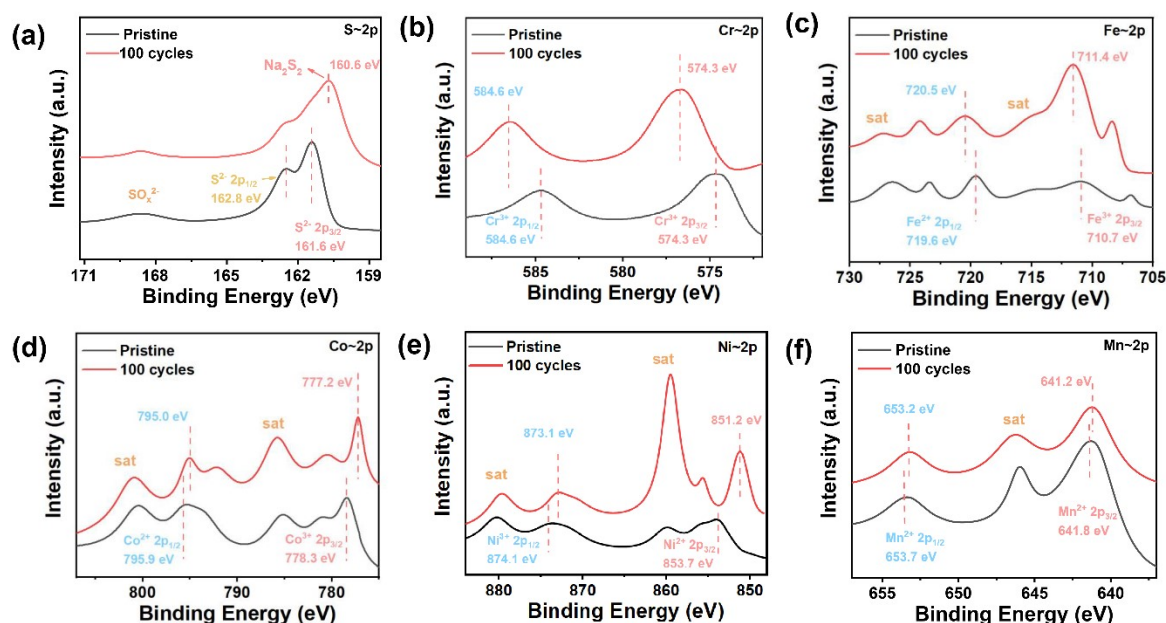 (a)
Pristine
100 cycles
S~2p
Na₂S₂
160.6 eV
SOₓ²⁻
S²⁻ 2p₁/₂
162.8 eV
S²⁻ 2p₃/₂
161.6 eV
Intensity (a.u.)
171 168 165 162 159
Binding Energy (eV)
(b)
Pristine
100 cycles
Cr~2p
584.6 eV
574.3 eV
Cr³⁺ 2p₁/₂
584.6 eV
Cr³⁺ 2p₃/₂
574.3 eV
Intensity (a.u.)
585 580 575
Binding Energy (eV)
(c)
Pristine
100 cycles
Fe~2p
711.4 eV
720.5 eV
sat
sat
Fe²⁺ 2p₁/₂
719.6 eV
Fe³⁺ 2p₃/₂
710.7 eV
Intensity (a.u.)
730 725 720 715 710 705
Binding Energy (eV)
(d)
Pristine
100 cycles
Co~2p
777.2 eV
795.0 eV
sat
sat
Co²⁺ 2p₁/₂
795.9 eV
Co³⁺ 2p₃/₂
778.3 eV
Intensity (a.u.)
800 790 780
Binding Energy (eV)
(e)
Pristine
100 cycles
Ni~2p
sat
873.1 eV
851.2 eV
sat
Ni³⁺ 2p₁/₂
874.1 eV
Ni²⁺ 2p₃/₂
853.7 eV
Intensity (a.u.)
880 870 860 850
Binding Energy (eV)
(f)
Pristine
100 cycles
Mn~2p
641.2 eV
653.2 eV
sat
Mn²⁺ 2p₃/₂
641.8 eV
Mn²⁺ 2p₁/₂
653.7 eV
Intensity (a.u.)
655 650 645 640
Binding Energy (eV)